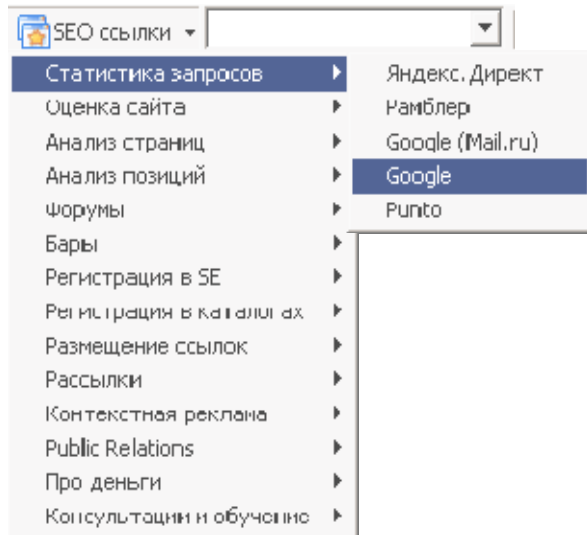 SEO ссылки
Статистика запросов
Яндекс.Директ
Оценка сайта
Рамблер
Анализ страниц
Google (Mail.ru)
Анализ позиций
Google
Форумы
Punto
Бары
Регистрация в SE
Регистрация в каталогах
Размещение ссылок
Рассылки
Контекстная реклама
Public Relations
Про деньги
Консультации и обучение